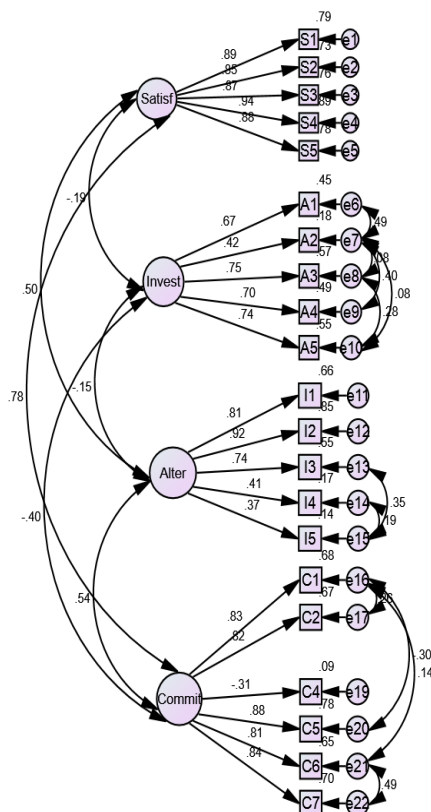 .79
.89
S1
e1
.73
.85
S2
e2
.76
.87
S3
e3
.89
.94
S4
e4
.78
.88
S5
e5
Satisf
-.19
.45
.67
A1
e6
.49
.18
.42
A2
e7
.57
.08
.75
A3
e8
.40
.49
.08
.70
A4
e9
.28
.55
.74
A5
e10
Invest
.50
.78
-.15
.66
.81
I1
e11
.85
.92
I2
e12
.55
.74
I3
e13
.17
.41
I4
e14
.35
.14
.19
.37
I5
e15
Alter
-.40
.54
.68
.83
C1
e16
.67
.26
.82
C2
e17
Commit
-.30
.14
.09
-.31
C4
e19
.78
.88
C5
e20
.65
.81
C6
e21
.70
.84
.49
C7
e22